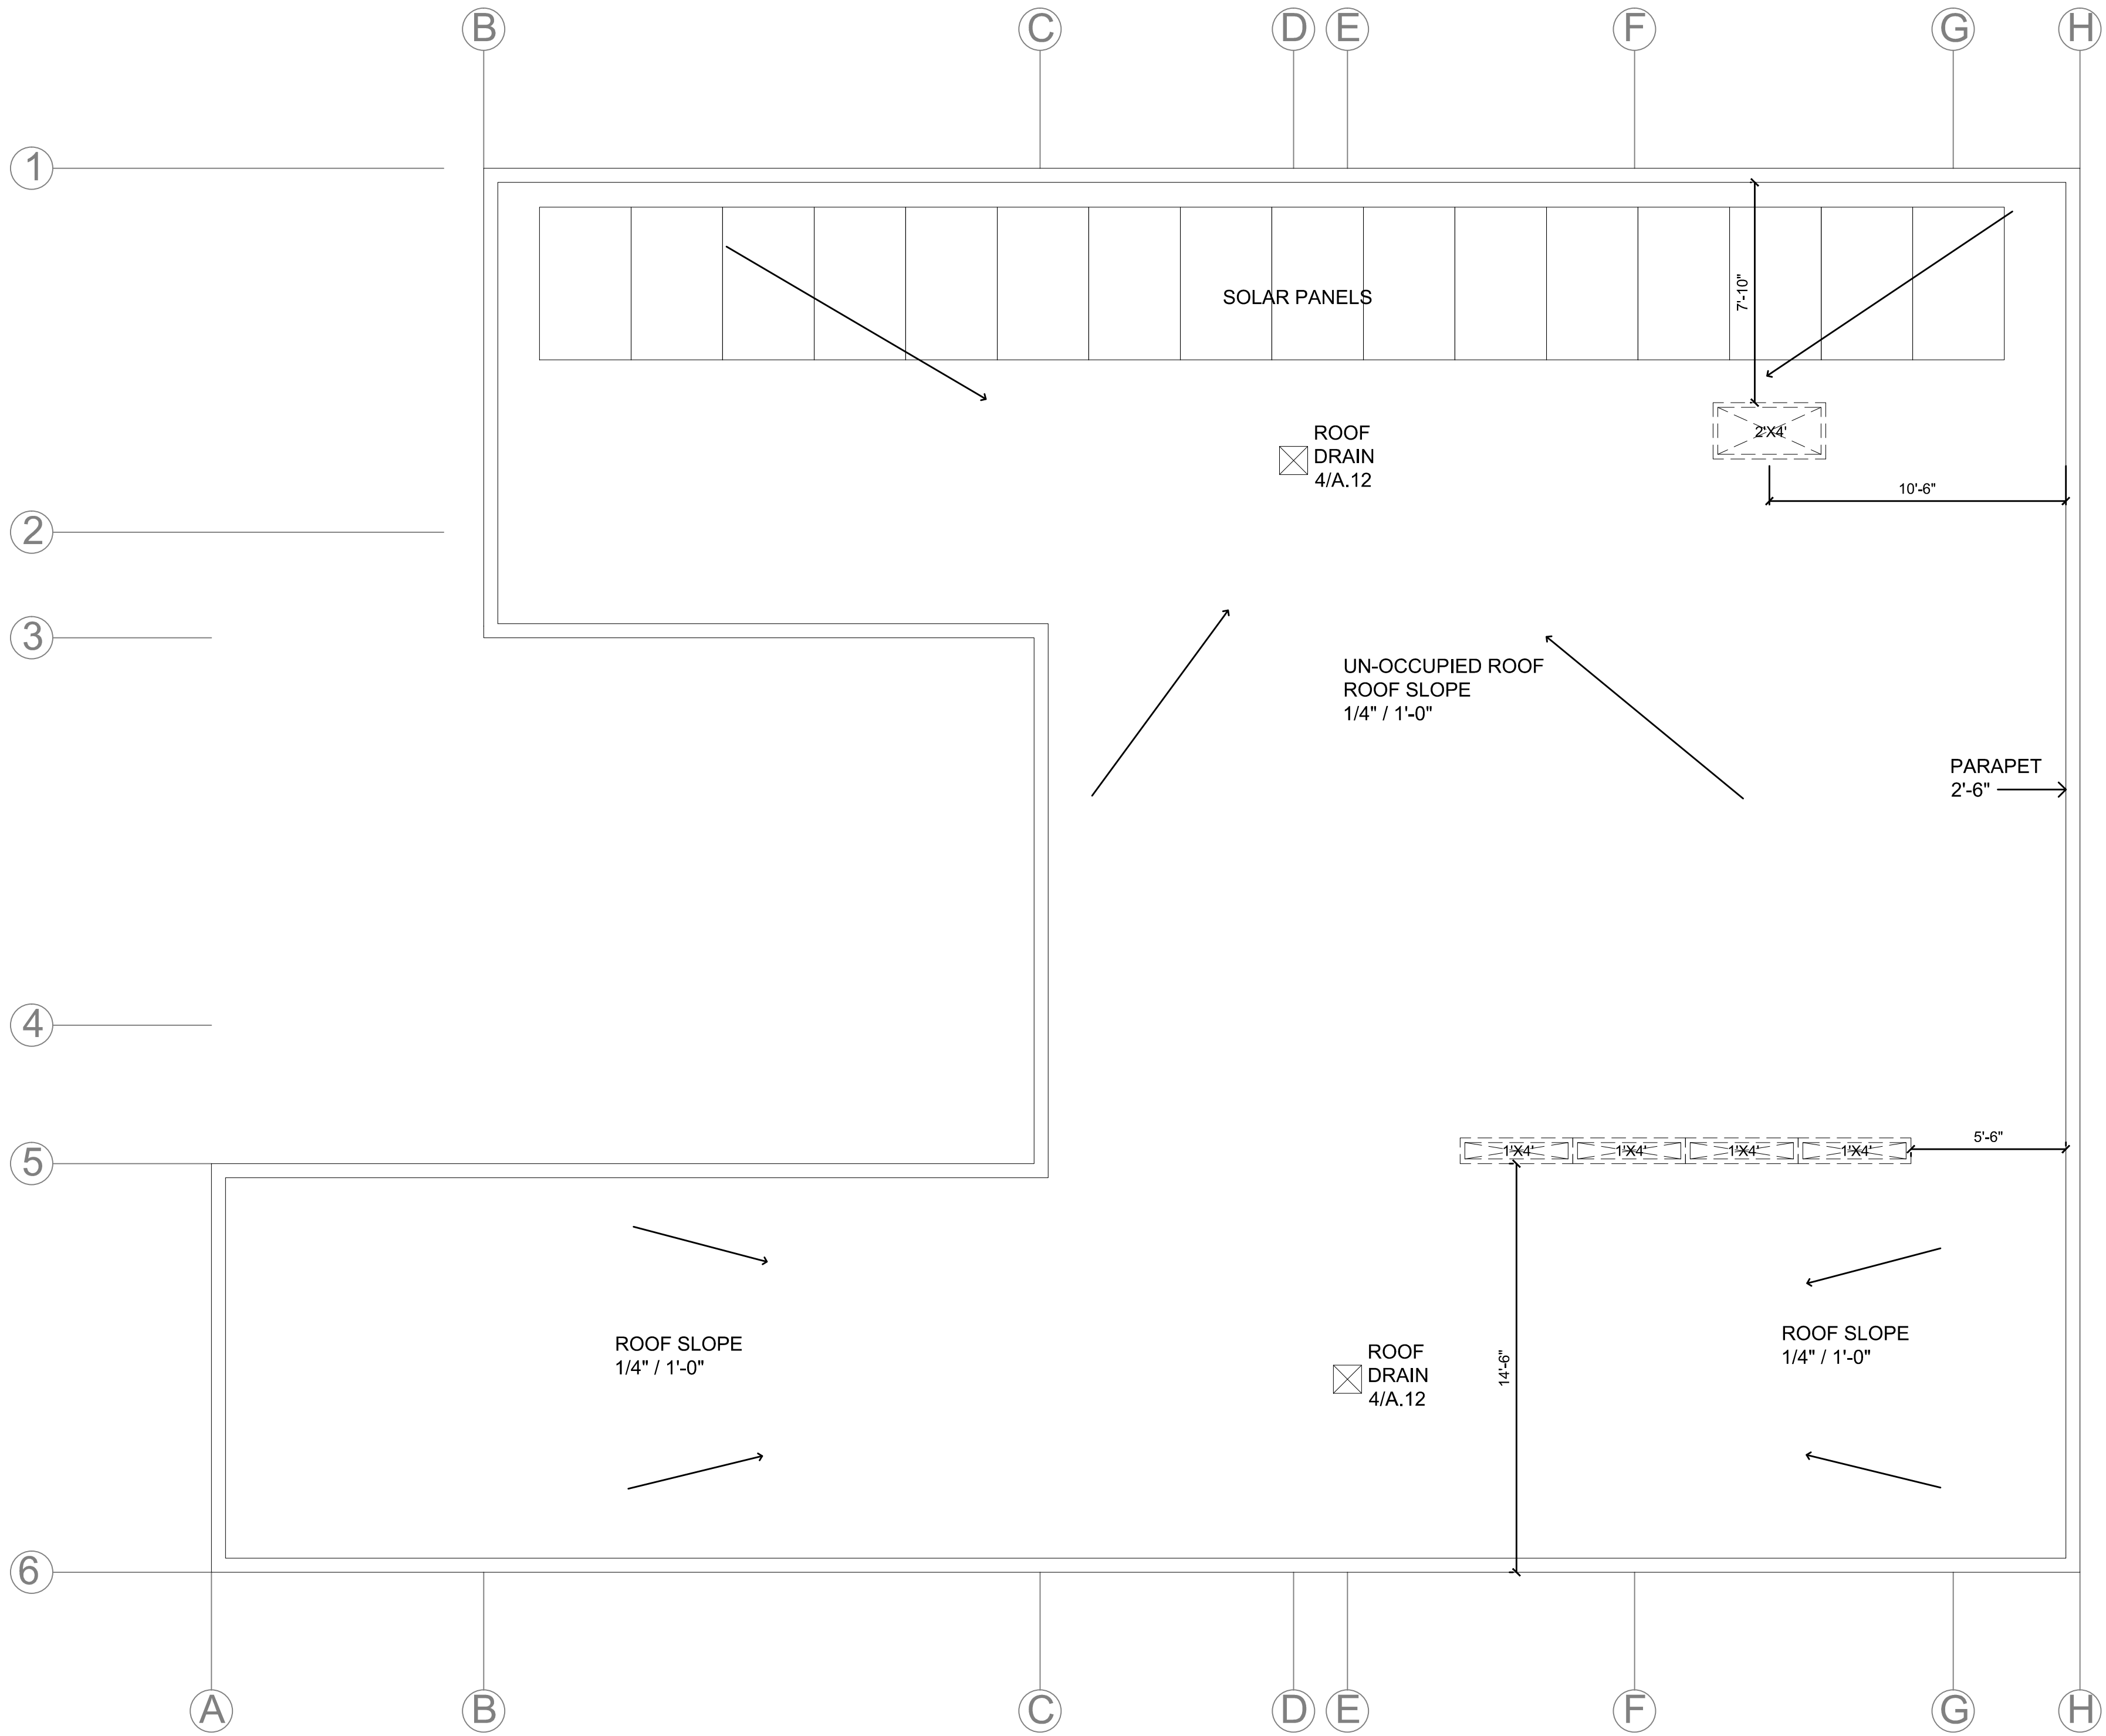 B C D E F G H
1
7'-10"
SOLAR PANELS
ROOF
DRAIN
4/A.12
2'X4'
10'-6"
2
3
UN-OCCUPIED ROOF
ROOF SLOPE
1/4" / 1'-0"
PARAPET
2'-6"
4
5
1'X4' 1'X4' 1'X4' 1'X4'
5'-6"
ROOF SLOPE
1/4" / 1'-0"
ROOF
DRAIN
4/A.12
14'-6"
ROOF SLOPE
1/4" / 1'-0"
6
A B C D E F G H